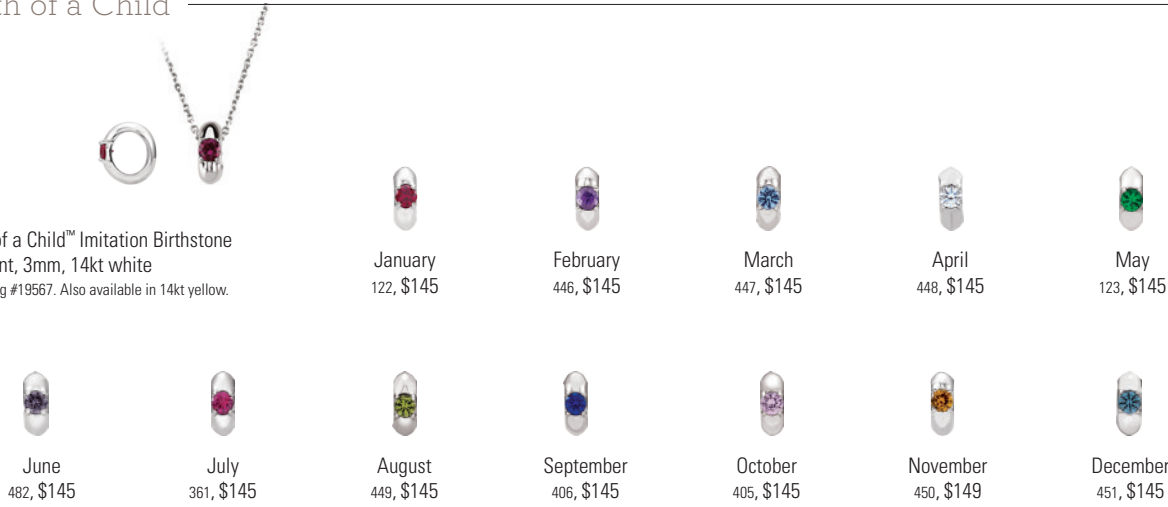 of a Child
of a Child™ Imitation Birthstone
3mm, 14kt white
#19567. Also available in 14kt yellow.
January
122, $145
February
446, $145
March
447, $145
April
448, $145
May
123, $145
June
482, $145
July
361, $145
August
449, $145
September
406, $145
October
405, $145
November
450, $149
December
451, $145